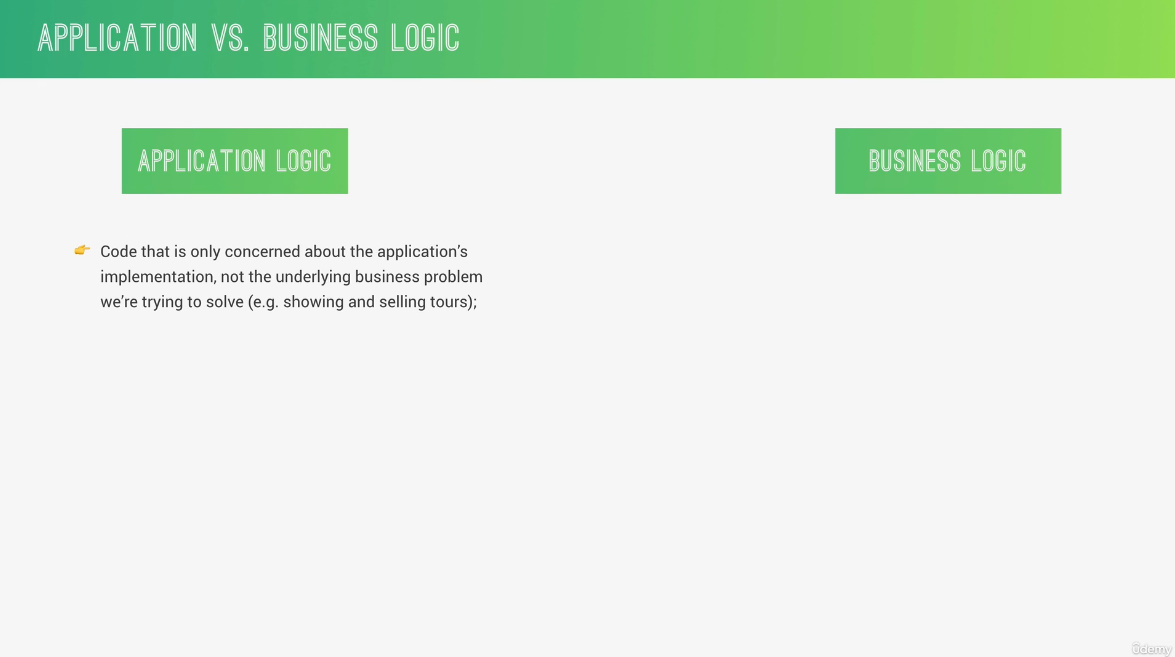 APPLICATION VS. BUSINESS LOGIC
APPLICATION LOGIC
BUSINESS LOGIC
👉 Code that is only concerned about the application’s
implementation, not the underlying business problem
we’re trying to solve (e.g. showing and selling tours);
ûdemy